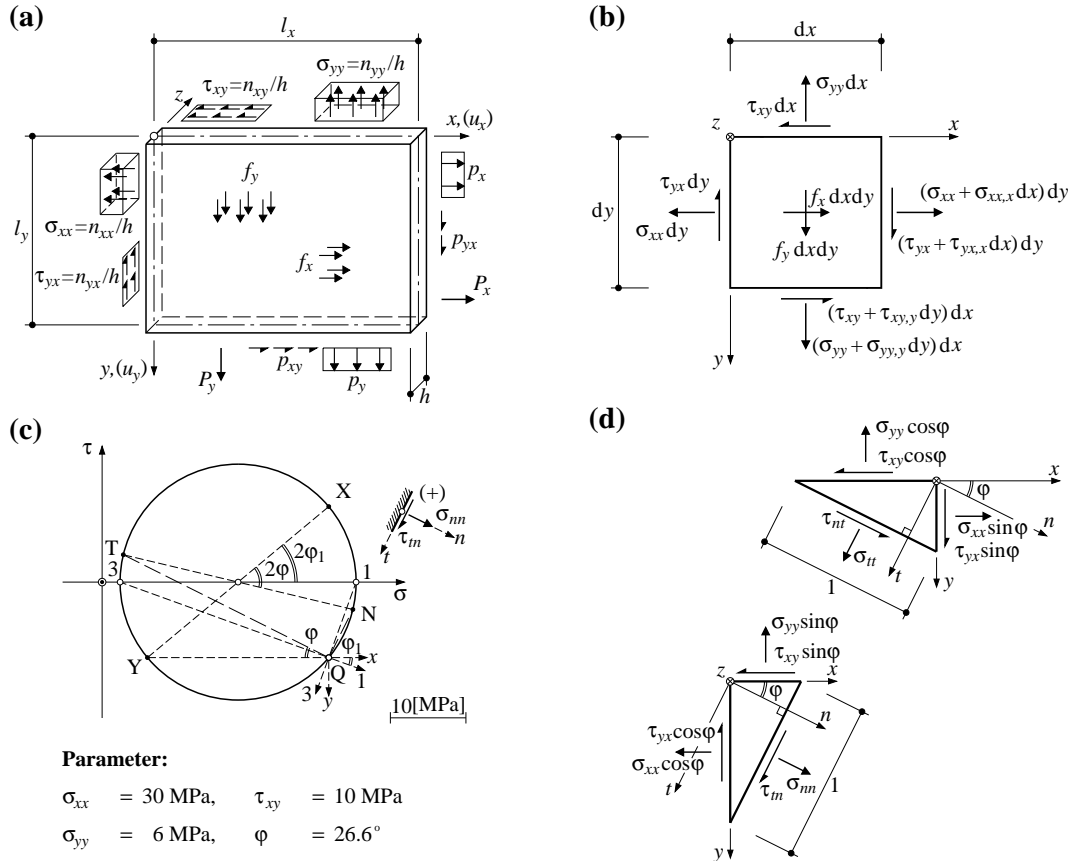 (a)
l_x
σ_yy=n_yy/h
τ_xy=n_xy/h
z
x,(u_x)
p_x
f_y
l_y
σ_xx=n_xx/h
p_yx
f_x
τ_yx=n_yx/h
P_x
y,(u_y)
P_y
p_xy
p_y
h
(b)
dx
σ_yy dx
τ_xy dx
z
x
τ_yx dy
dy
f_x dxdy
(σ_xx + σ_xx,x dx) dy
σ_xx dy
f_y dxdy
(τ_yx + τ_yx,x dx) dy
(τ_xy + τ_xy,y dy) dx
y
(σ_yy + σ_yy,y dy) dx
(c)
τ
X
(+)
σ_nn
τ_tn
n
t
T
2φ_1
3
2φ
1
σ
N
φ
φ_1
Y
Q
x
1
3
y
10[MPa]
Parameter:
σ_xx = 30 MPa, τ_xy = 10 MPa
σ_yy = 6 MPa, φ = 26.6°
(d)
σ_yy cosφ
τ_xy cosφ
x
φ
τ_nt
σ_xx sinφ
n
τ_yx sinφ
σ_tt
t
y
1
σ_yy sinφ
τ_xy sinφ
z
x
φ
n
τ_yx cosφ
σ_xx cosφ
t
τ_tn
σ_nn
1
y